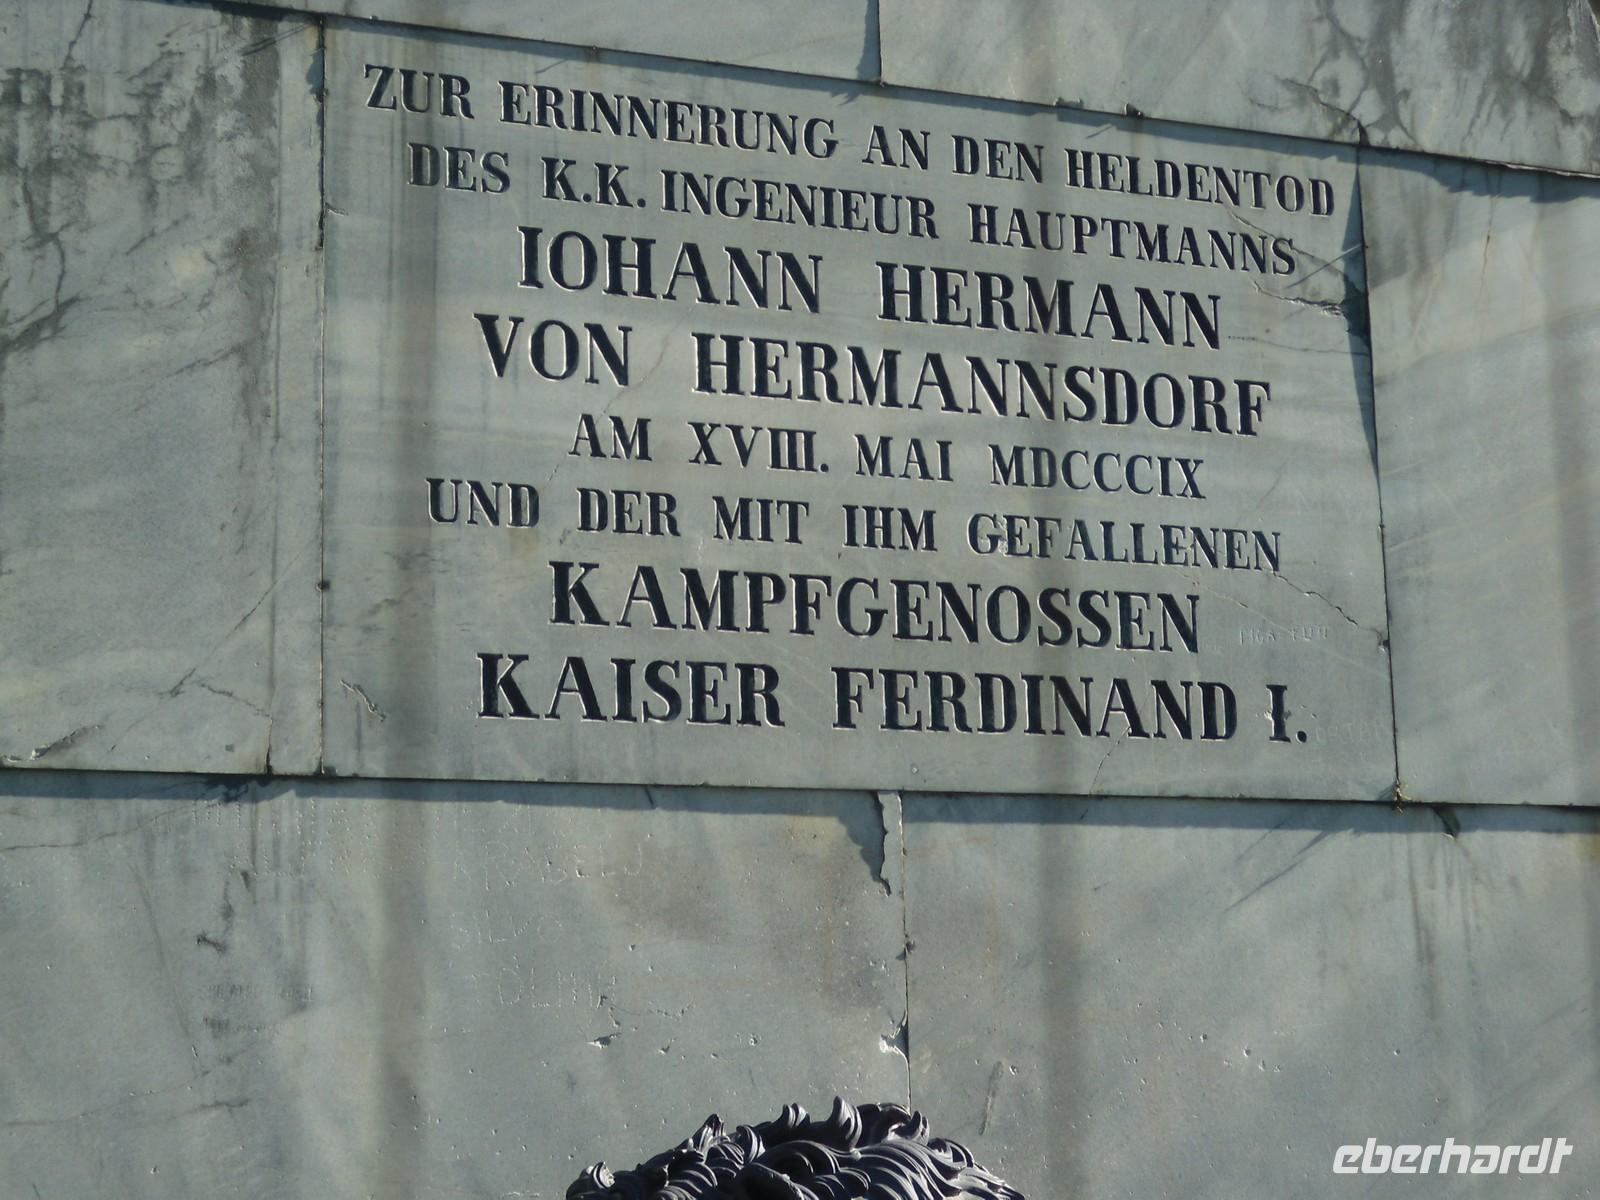 ZUR ERINNERUNG AN DEN HELDENTOD
DES K.K. INGENIEUR HAUPTMANNS
IOHANN HERMANN
VON HERMANNSDORF
AM XVIII. MAI MDCCCIX
UND DER MIT IHM GEFALLENEN
KAMPFGENOSSEN
KAISER FERDINAND I.
eberhardt